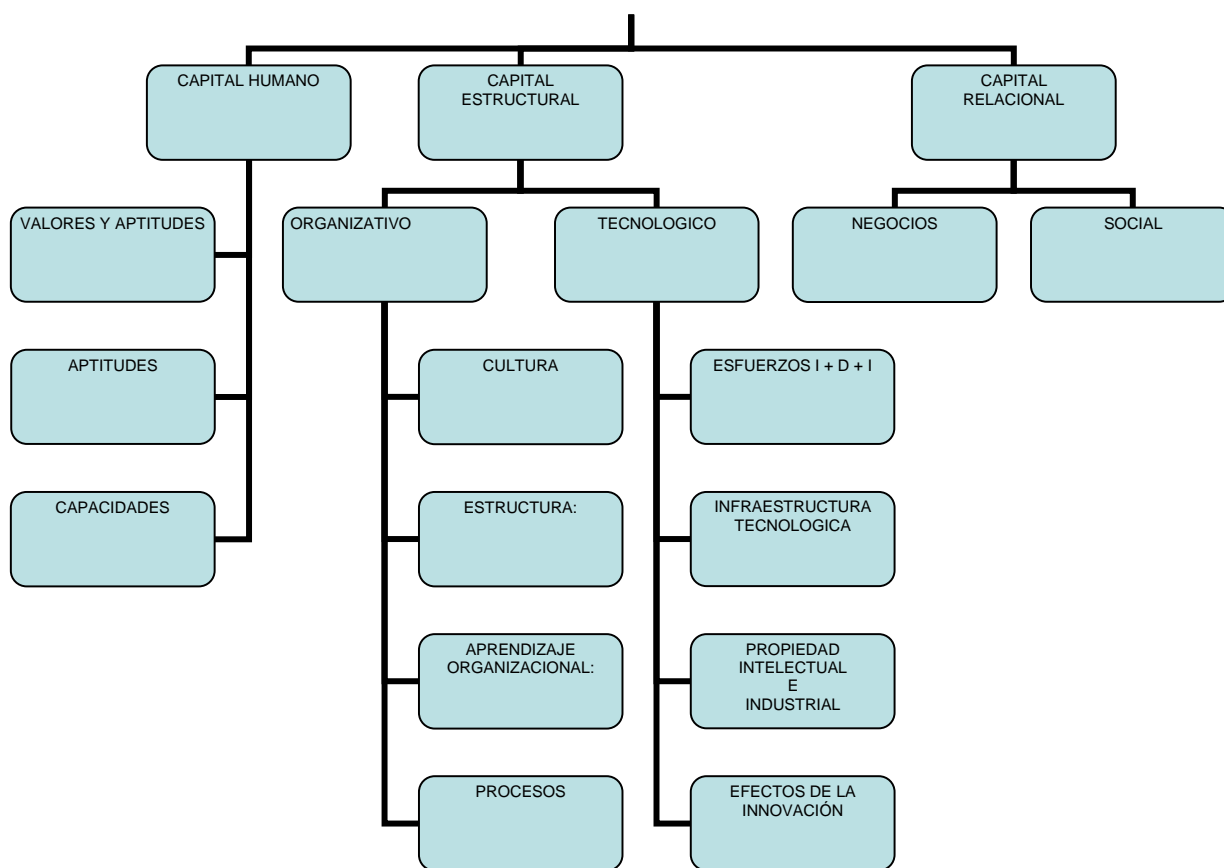 CAPITAL HUMANO
CAPITAL
ESTRUCTURAL
CAPITAL
RELACIONAL
VALORES Y APTITUDES
ORGANIZATIVO
TECNOLOGICO
NEGOCIOS
SOCIAL
APTITUDES
CULTURA
ESFUERZOS I + D + I
CAPACIDADES
ESTRUCTURA:
INFRAESTRUCTURA
TECNOLOGICA
APRENDIZAJE
ORGANIZACIONAL:
PROPIEDAD
INTELECTUAL
E
INDUSTRIAL
PROCESOS
EFECTOS DE LA
INNOVACIÓN